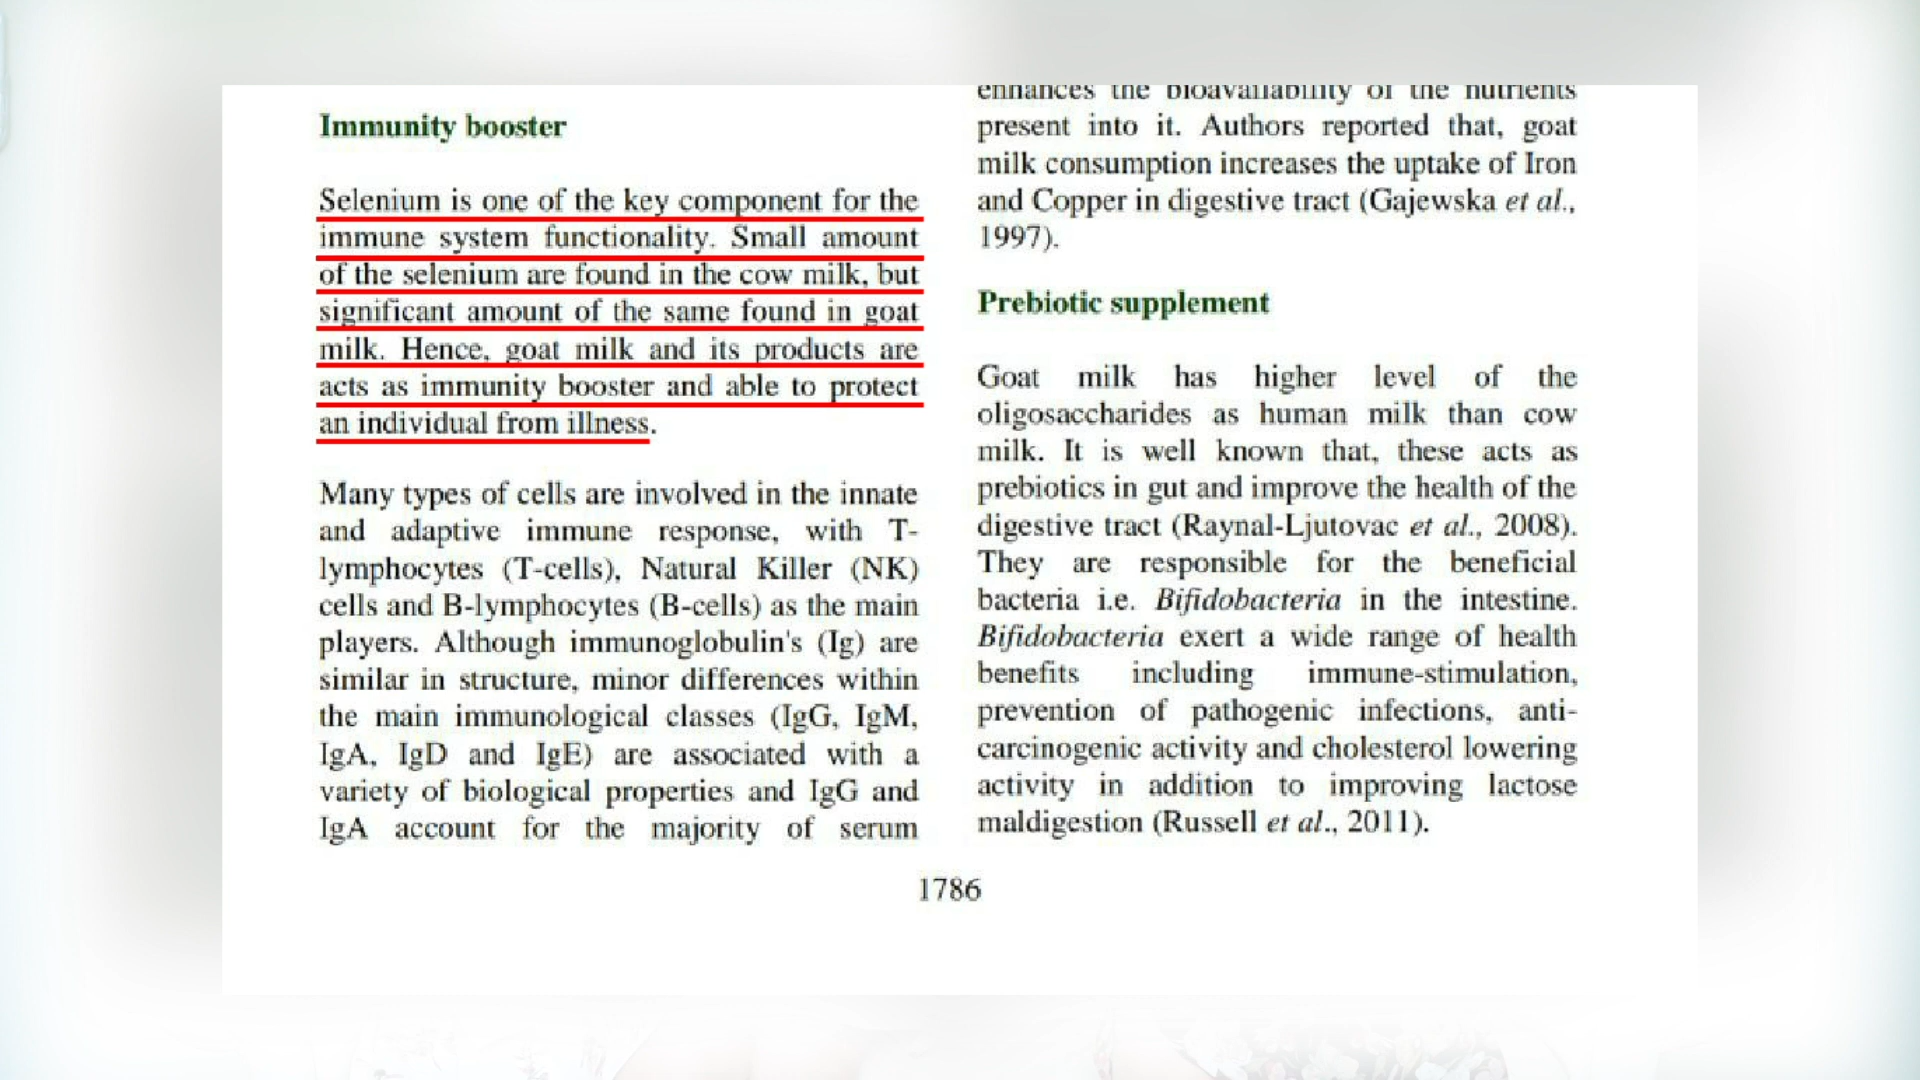 Immunity booster
Selenium is one of the key component for the
immune system functionality. Small amount
of the selenium are found in the cow milk, but
significant amount of the same found in goat
milk. Hence, goat milk and its products are
acts as immunity booster and able to protect
an individual from illness.
Many types of cells are involved in the innate
and adaptive immune response, with T-
lymphocytes (T-cells), Natural Killer (NK)
cells and B-lymphocytes (B-cells) as the main
players. Although immunoglobulin's (Ig) are
similar in structure, minor differences within
the main immunological classes (IgG, IgM,
IgA, IgD and IgE) are associated with a
variety of biological properties and IgG and
IgA account for the majority of serum
enhances the bioavailability of the nutrients
present into it. Authors reported that, goat
milk consumption increases the uptake of Iron
and Copper in digestive tract (Gajewska et al.,
1997).
Prebiotic supplement
Goat milk has higher level of the
oligosaccharides as human milk than cow
milk. It is well known that, these acts as
prebiotics in gut and improve the health of the
digestive tract (Raynal-Ljutovac et al., 2008).
They are responsible for the beneficial
bacteria i.e. Bifidobacteria in the intestine.
Bifidobacteria exert a wide range of health
benefits including immune-stimulation,
prevention of pathogenic infections, anti-
carcinogenic activity and cholesterol lowering
activity in addition to improving lactose
maldigestion (Russell et al., 2011).
1786